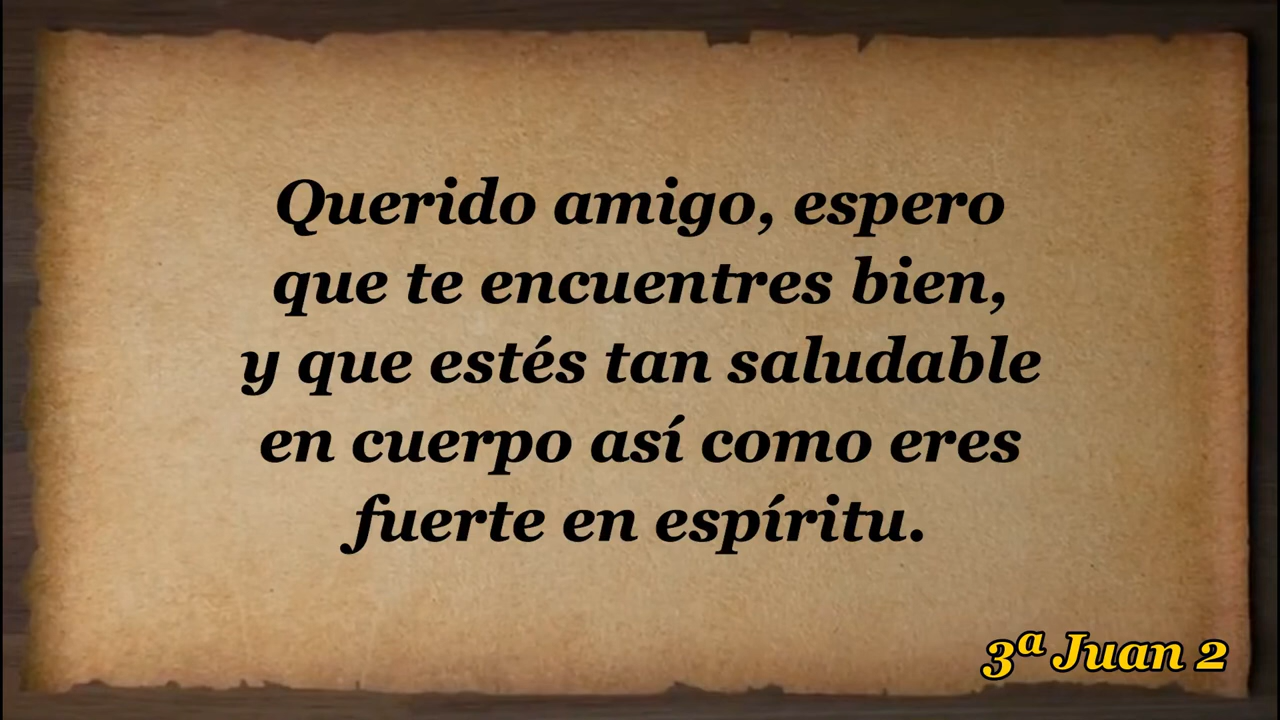 Querido amigo, espero
que te encuentres bien,
y que estés tan saludable
en cuerpo así como eres
fuerte en espíritu.
3ª Juan 2